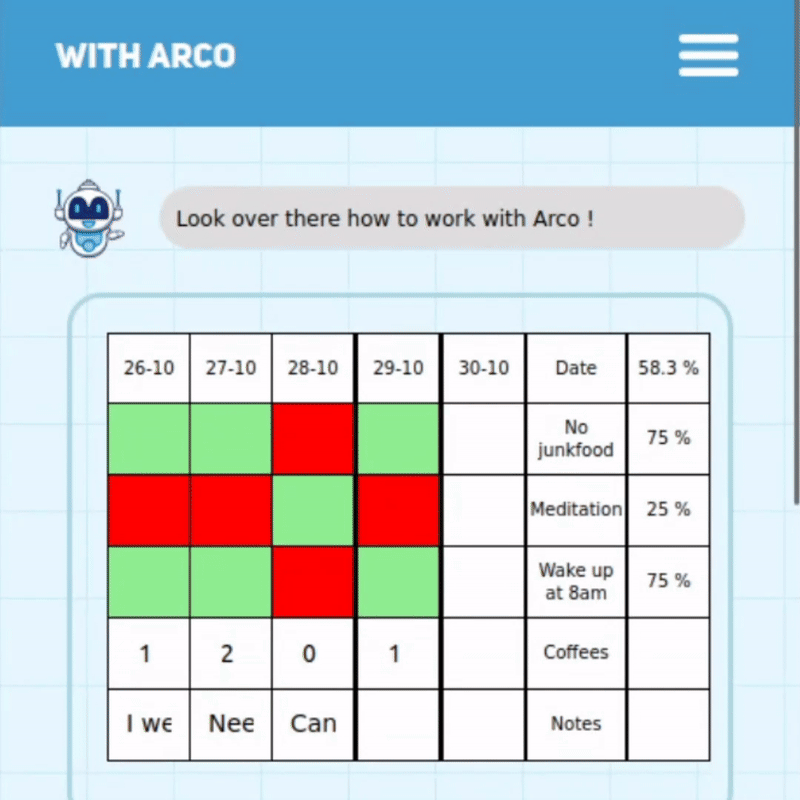 WITH ARCO
Look over there how to work with Arco !
26-10 27-10 28-10 29-10 30-10 Date 58.3 %
No
junkfood 75 %
Meditation 25 %
Wake up
at 8am 75 %
1 2 0 1 Coffees
I we Nee Can Notes